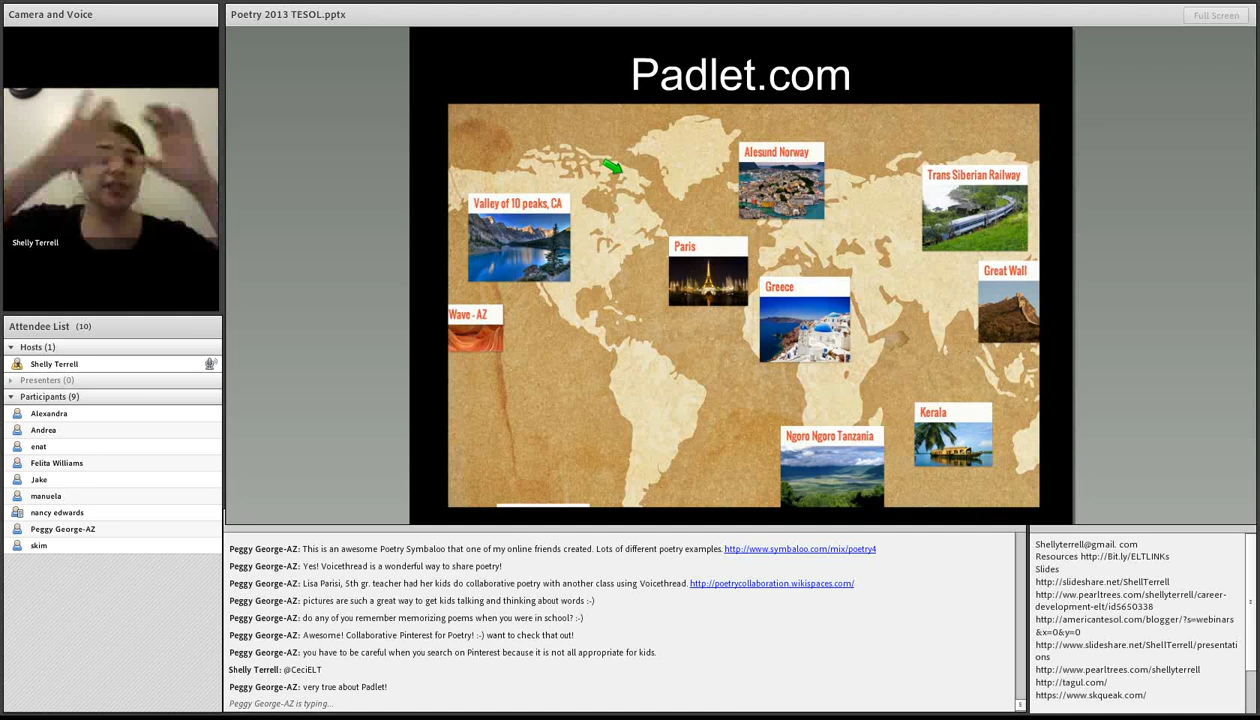 Camera and Voice
Shelly Terrell
Attendee List (10)
Hosts (1)
Shelly Terrell
Presenters (0)
Participants (9)
Alexandra
Andrea
enat
Felita Williams
Jake
manuela
nancy edwards
Peggy George-AZ
skim
Poetry 2013 TESOL.pptx
Full Screen
Padlet.com
Alesund Norway
Trans Siberian Railway
Valley of 10 peaks, CA
Paris
Great Wall
Greece
Wave - AZ
Kerala
Ngoro Ngoro Tanzania
Peggy George-AZ: This is an awesome Poetry Symbaloo that one of my online friends created. Lots of different poetry examples. http://www.symbaloo.com/mix/poetry4
Peggy George-AZ: Yes! Voicethread is a wonderful way to share poetry!
Peggy George-AZ: Lisa Parisi, 5th gr. teacher had her kids do collaborative poetry with another class using Voicethread. http://poetrycollaboration.wikispaces.com/
Peggy George-AZ: pictures are such a great way to get kids talking and thinking about words :-)
Peggy George-AZ: do any of you remember memorizing poems when you were in school? :-)
Peggy George-AZ: Awesome! Collaborative Pinterest for Poetry! :-) want to check that out!
Peggy George-AZ: you have to be careful when you search on Pinterest because it is not all appropriate for kids.
Shelly Terrell: @CeciELT
Peggy George-AZ: very true about Padlet!
Peggy George-AZ is typing...
Shellyterrell@gmail. com
Resources http://Bit.ly/ELTLINKs
Slides
http://slideshare.net/ShellTerrell
http://ww.pearltrees.com/shellyterrell/career-
development-elt/id5650338
http://americantesol.com/blogger/?s=webinars
&x=0&y=0
http://www.slideshare.net/ShellTerrell/presentati
ons
http://www.pearltrees.com/shellyterrell
http://tagul.com/
https://www.skqueak.com/